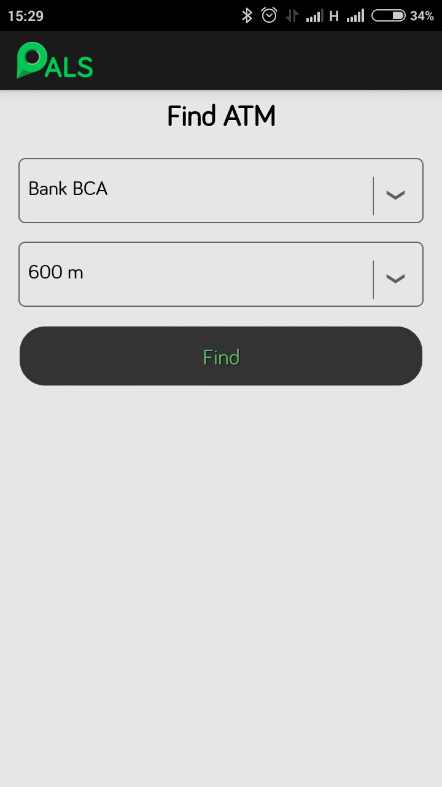 15:29 H 34%
PALS
Find ATM
Bank BCA
600 m
Find